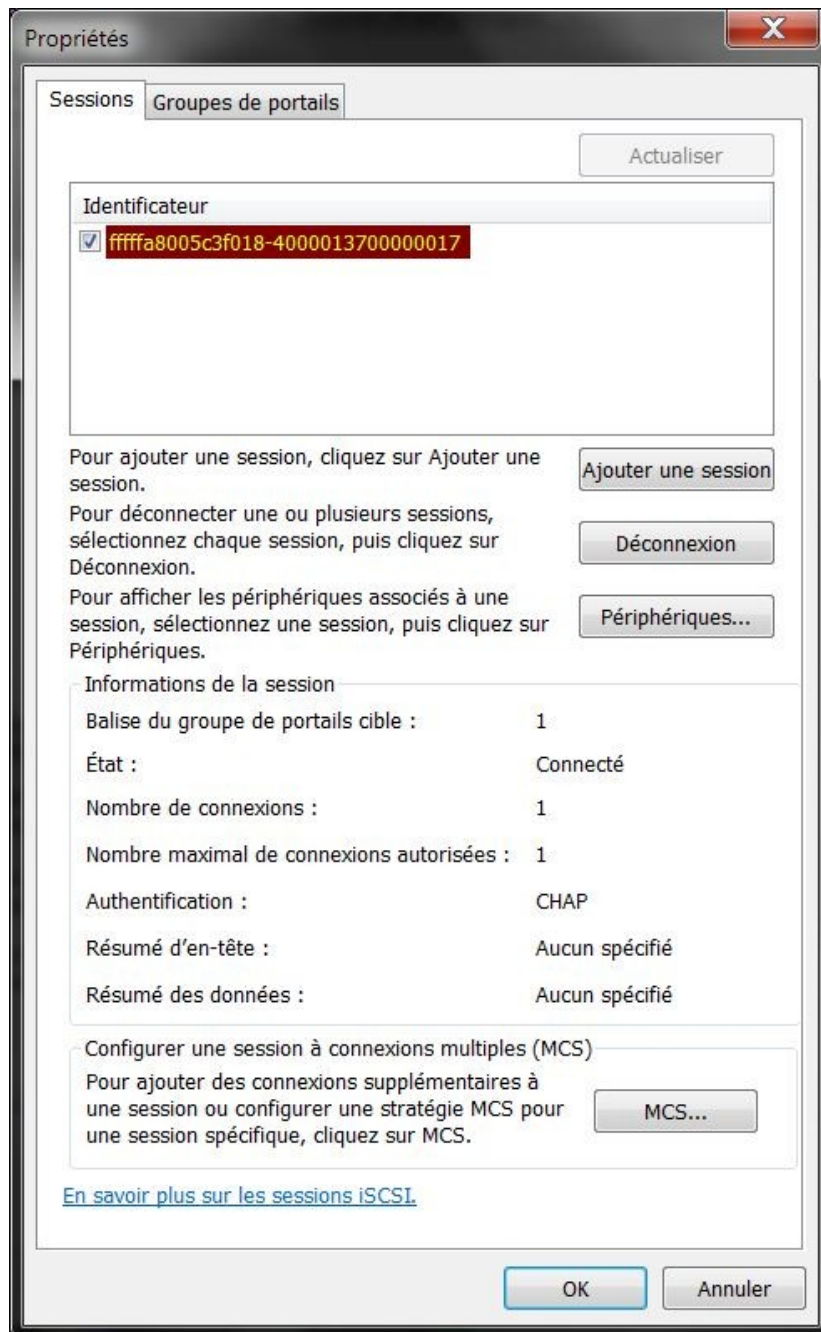 Propriétés
Sessions
Groupes de portails
Actualiser
Identificateur
fffffa8005c3f018-4000013700000017
Pour ajouter une session, cliquez sur Ajouter une
session.
Ajouter une session
Pour déconnecter une ou plusieurs sessions,
sélectionnez chaque session, puis cliquez sur
Déconnexion.
Déconnexion
Pour afficher les périphériques associés à une
session, sélectionnez une session, puis cliquez sur
Périphériques.
Périphériques...
Informations de la session
Balise du groupe de portails cible : 1
État : Connecté
Nombre de connexions : 1
Nombre maximal de connexions autorisées : 1
Authentification : CHAP
Résumé d'en-tête : Aucun spécifié
Résumé des données : Aucun spécifié
Configurer une session à connexions multiples (MCS)
Pour ajouter des connexions supplémentaires à
une session ou configurer une stratégie MCS pour
une session spécifique, cliquez sur MCS.
MCS...
En savoir plus sur les sessions iSCSI.
OK
Annuler